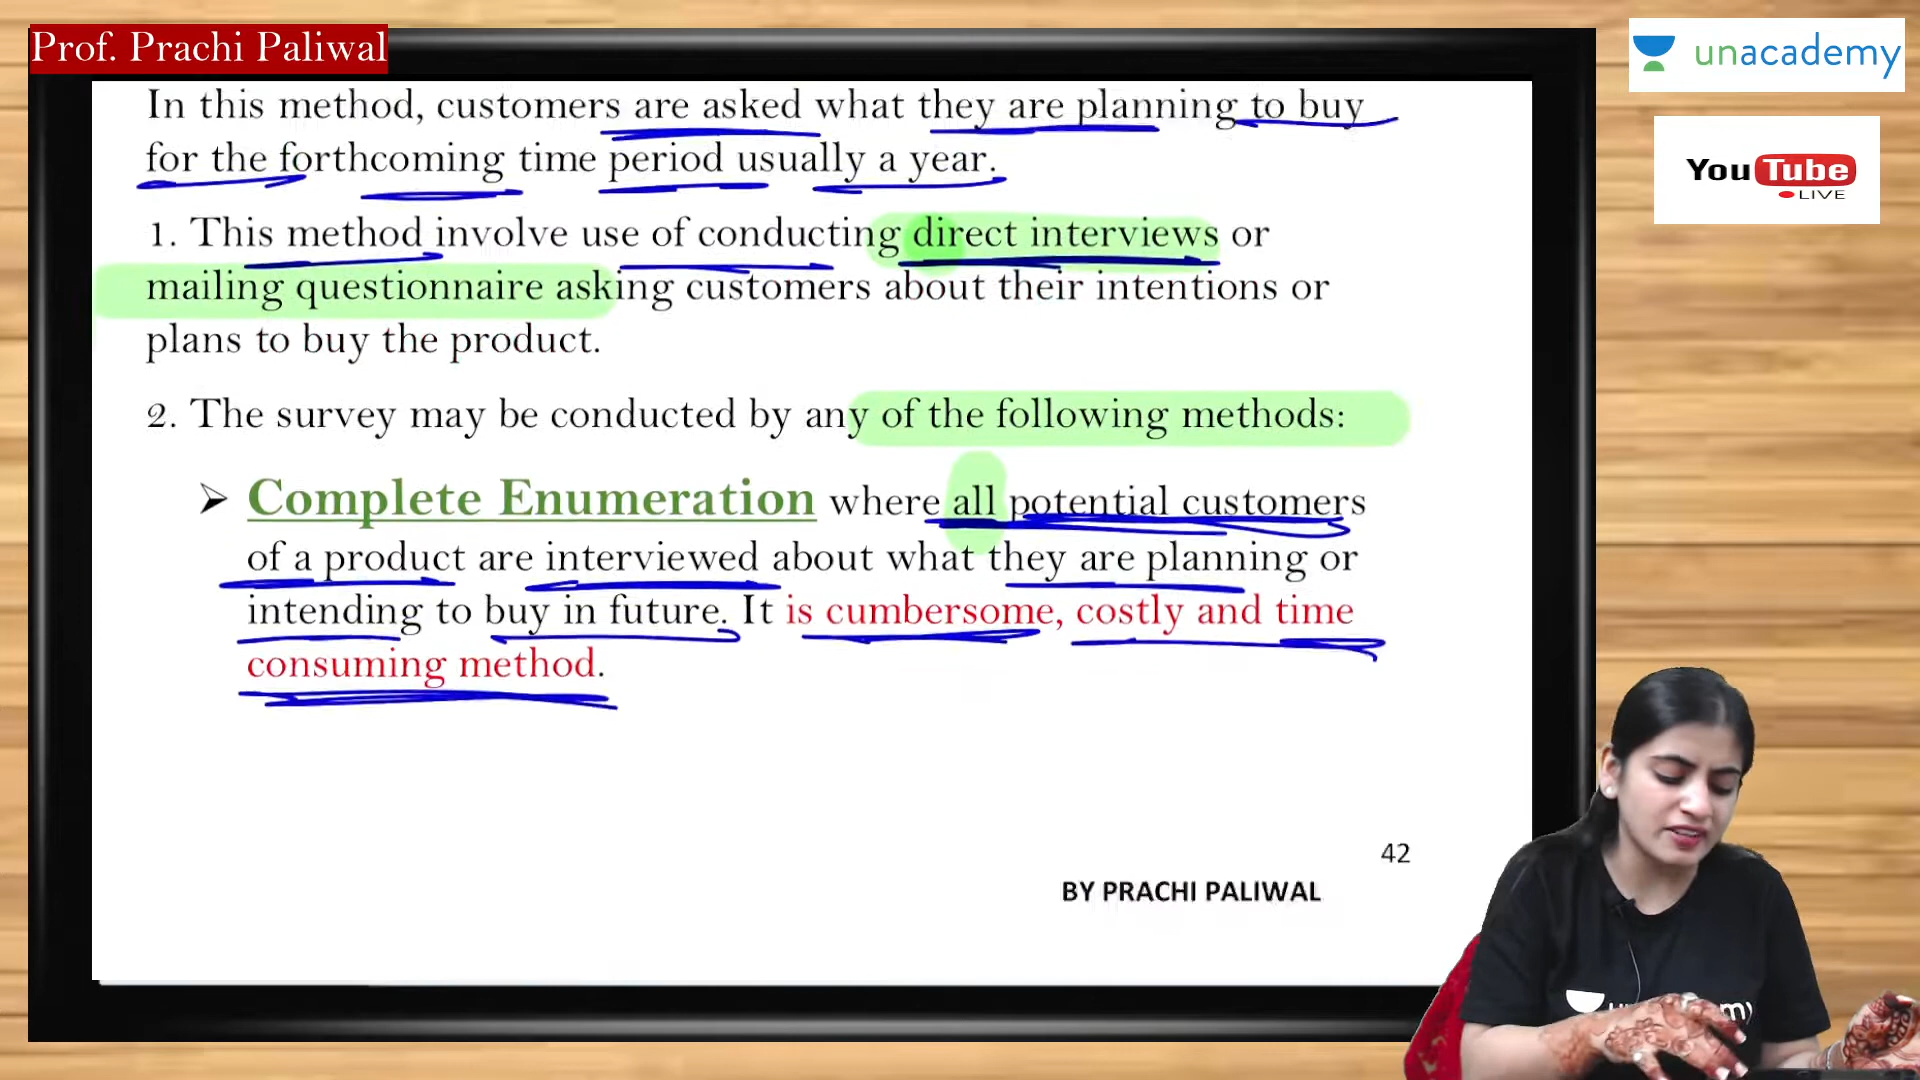 Prof. Prachi Paliwal
unacademy
You Tube
LIVE
In this method, customers are asked what they are planning to buy
for the forthcoming time period usually a year.
1. This method involve use of conducting direct interviews or
mailing questionnaire asking customers about their intentions or
plans to buy the product.
2. The survey may be conducted by any of the following methods:
➢ Complete Enumeration where all potential customers
of a product are interviewed about what they are planning or
intending to buy in future. It is cumbersome, costly and time
consuming method.
42
BY PRACHI PALIWAL